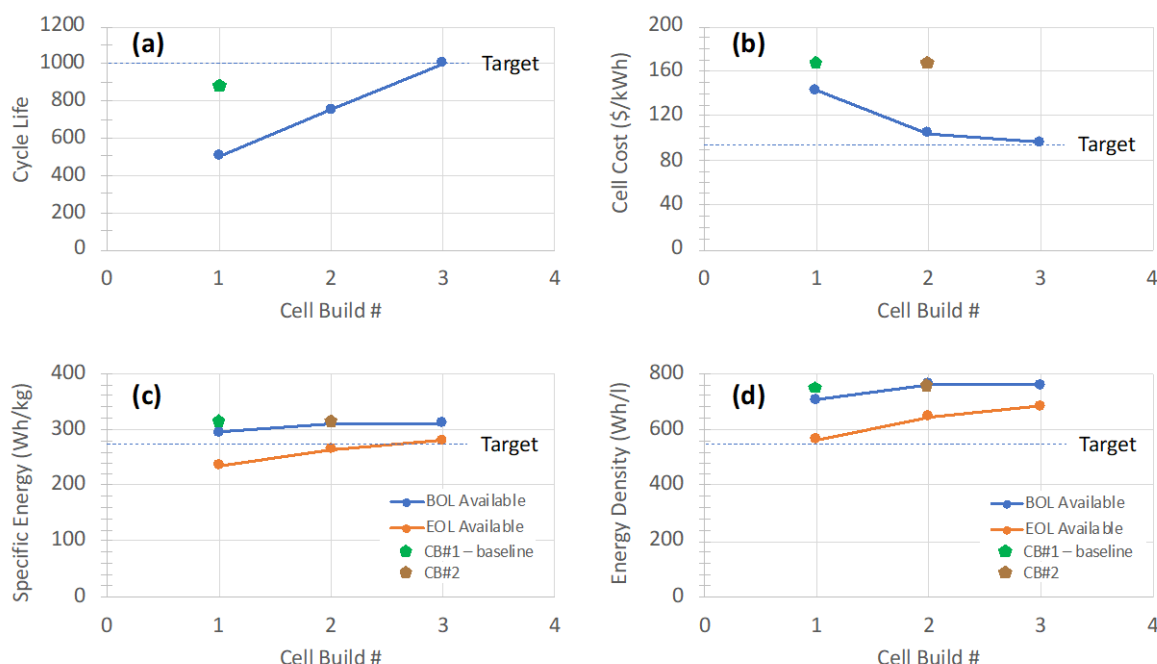 (a)
1200
1000
800
600
400
200
0
Cycle Life
Target
0 1 2 3 4
Cell Build #
(b)
200
160
120
80
40
0
Cell Cost ($/kWh)
Target
0 1 2 3 4
Cell Build #
(c)
400
300
200
100
0
Specific Energy (Wh/kg)
Target
BOL Available
EOL Available
CB#1 – baseline
CB#2
0 1 2 3 4
Cell Build #
(d)
800
600
400
200
0
Energy Density (Wh/l)
Target
BOL Available
EOL Available
CB#1 – baseline
CB#2
0 1 2 3 4
Cell Build #